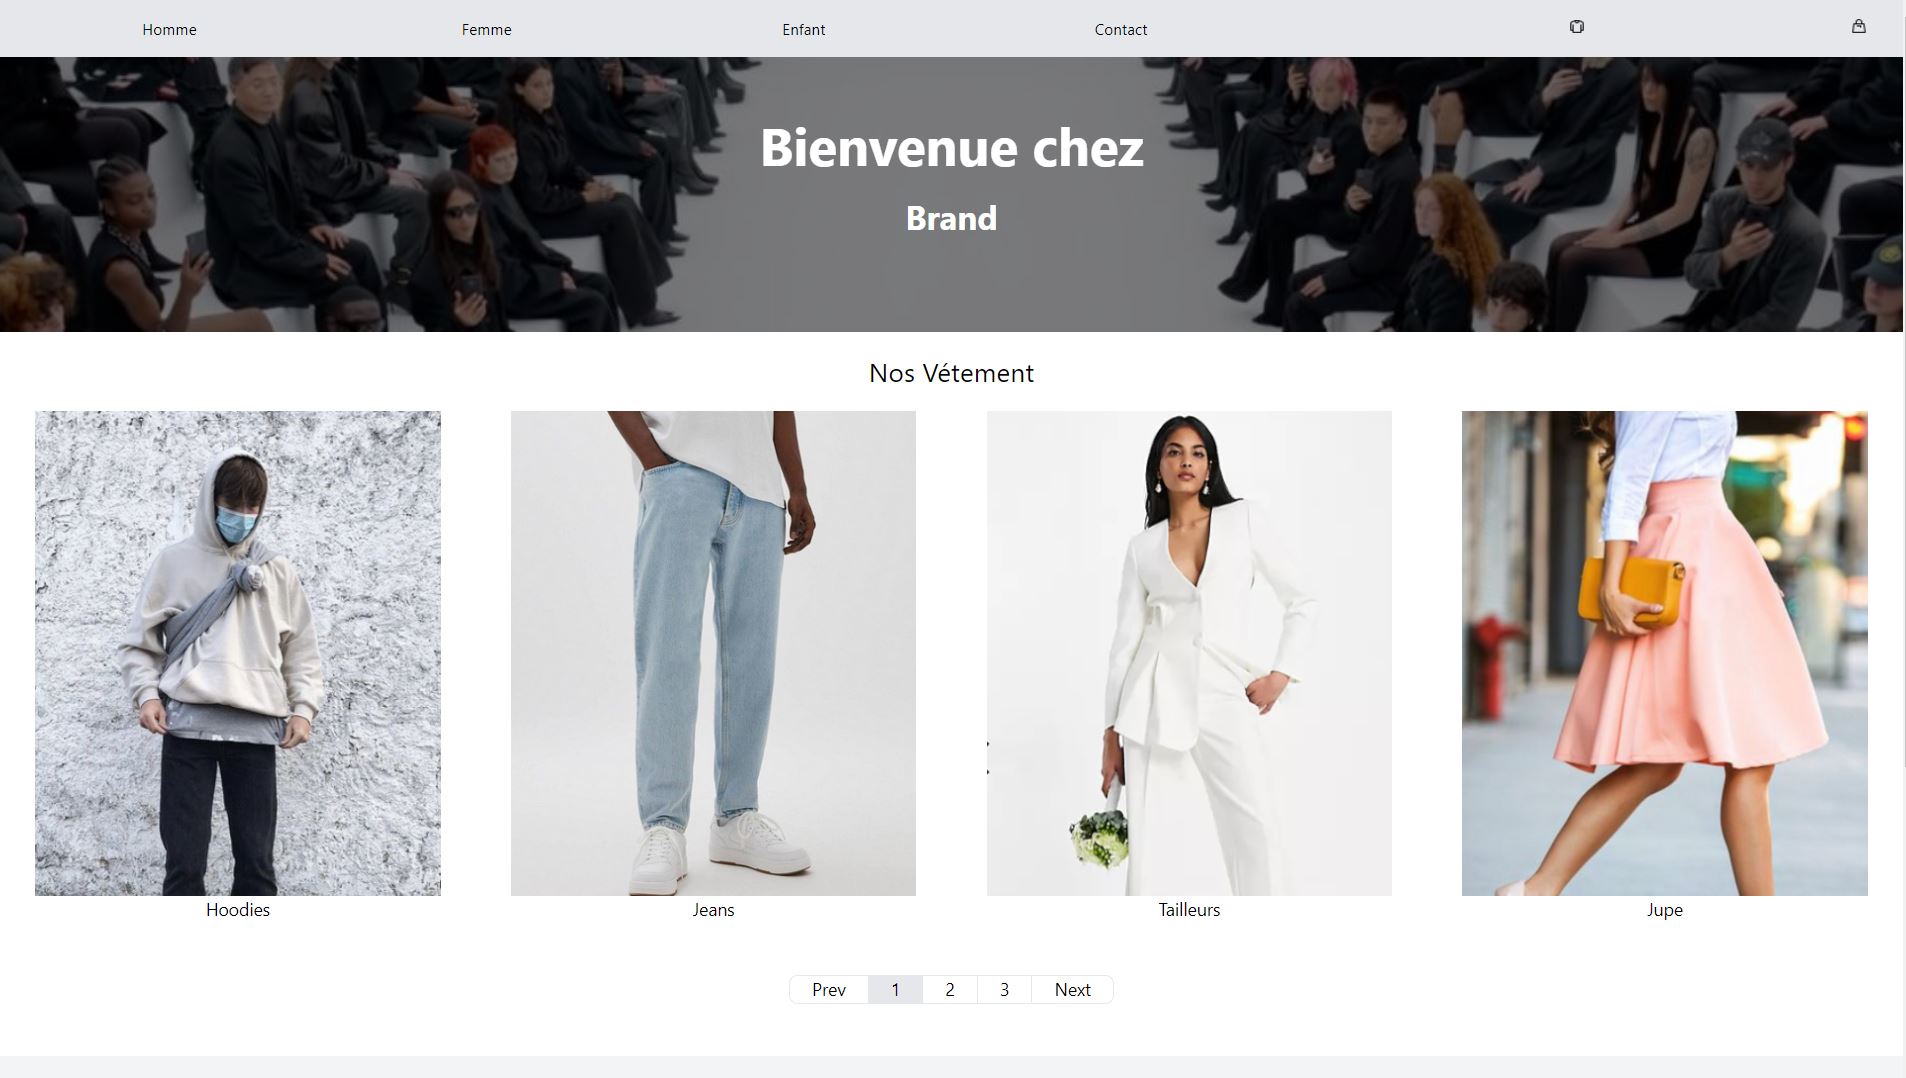 Homme Femme Enfant Contact
Bienvenue chez
Brand
Nos Vétement
Hoodies Jeans Tailleurs Jupe
Prev 1 2 3 Next